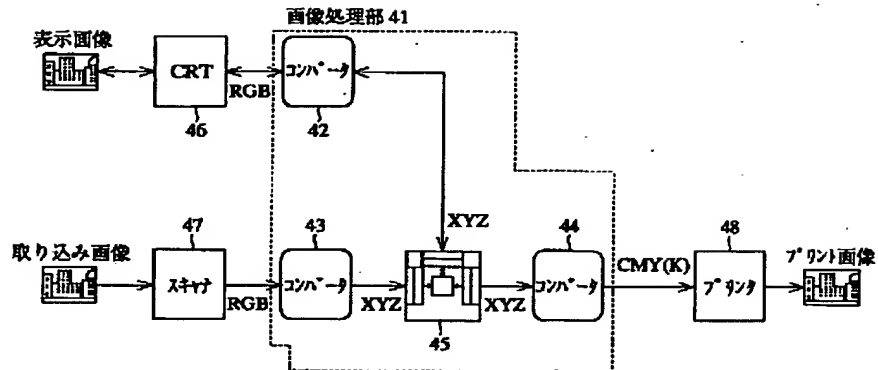 画像処理部 41
表示画像
CRT
コンバータ
RGB
46
42
XYZ
取り込み画像
47
43
44
48
プリント画像
スキャナ
コンバータ
コンバータ
プリンタ
RGB
XYZ
XYZ
CMY(K)
45